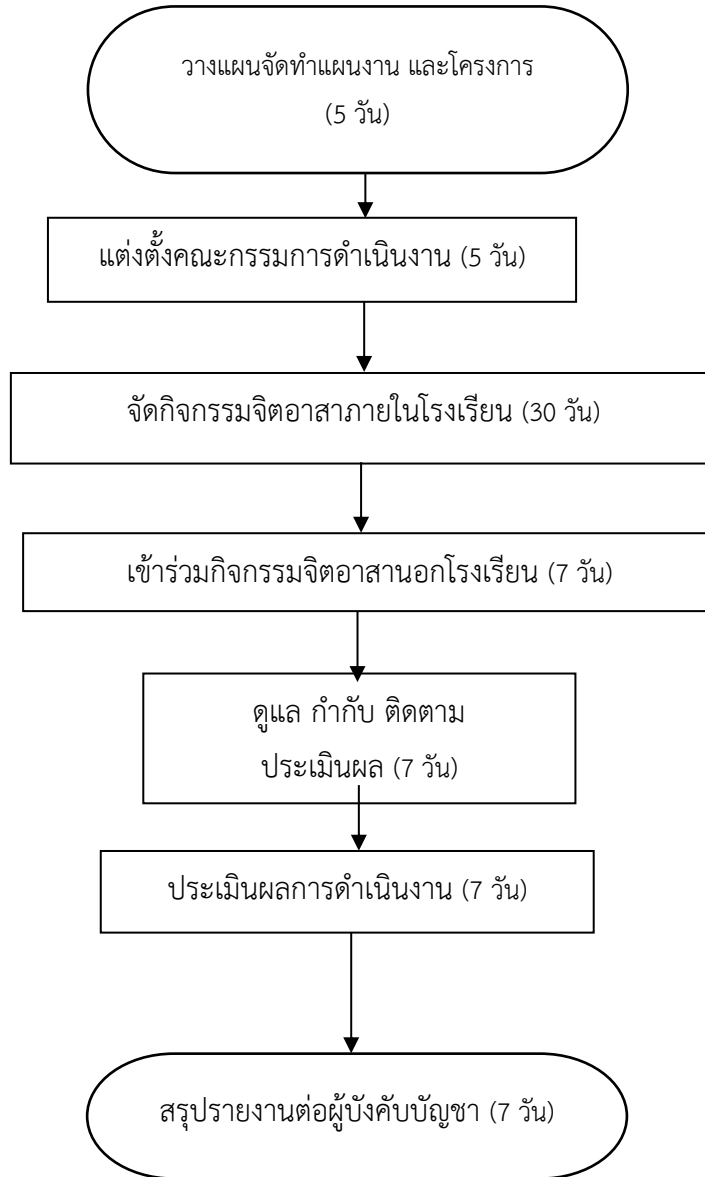 วางแผนจัดทำแผนงาน และโครงการ
(5 วัน)
แต่งตั้งคณะกรรมการดำเนินงาน (5 วัน)
จัดกิจกรรมจิตอาสาภายในโรงเรียน (30 วัน)
เข้าร่วมกิจกรรมจิตอาสานอกโรงเรียน (7 วัน)
ดูแล กำกับ ติดตาม
ประเมินผล (7 วัน)
ประเมินผลการดำเนินงาน (7 วัน)
สรุปรายงานต่อผู้บังคับบัญชา (7 วัน)